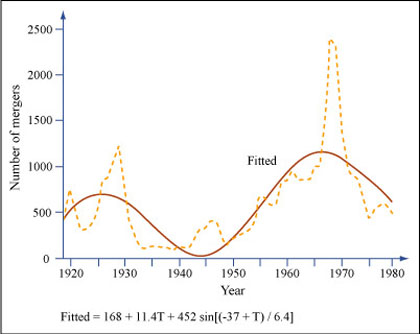 2500
2000
1500
1000
500
0
Number of mergers
Fitted
1920 1930 1940 1950 1960 1970 1980
Year
Fitted = 168 + 11.4T + 452 sin[(-37 + T) / 6.4]